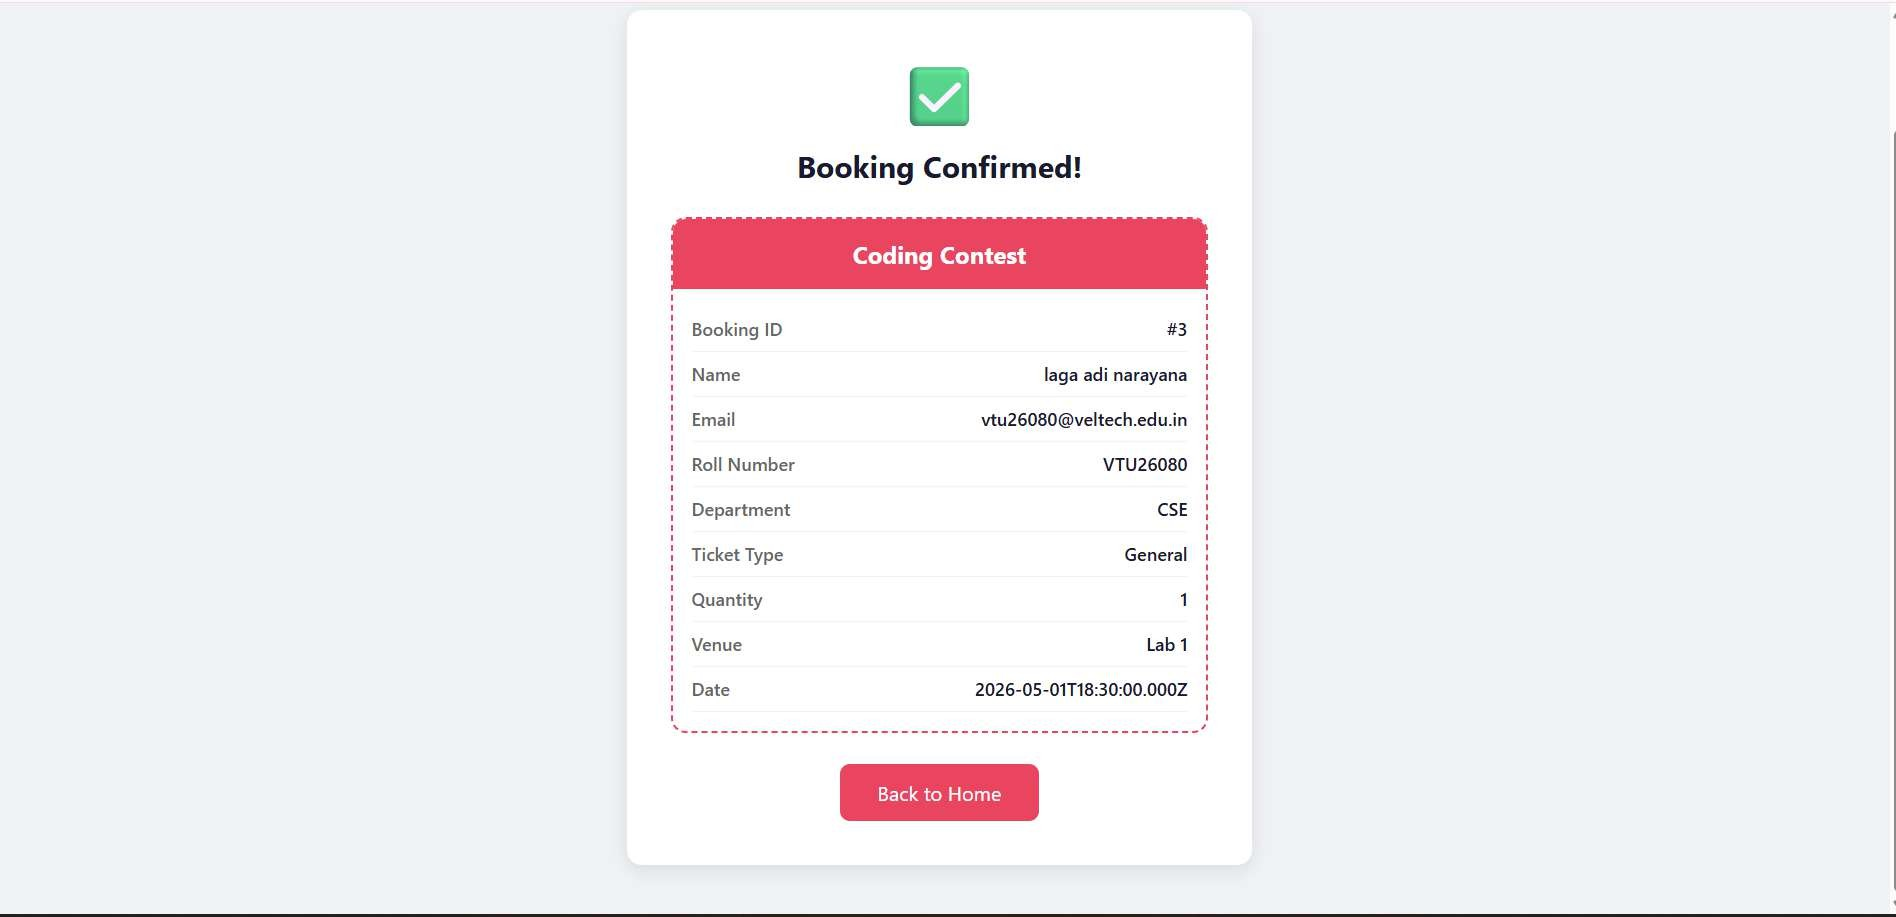 Booking Confirmed!
Coding Contest
Booking ID #3
Name laga adi narayana
Email vtu26080@veltech.edu.in
Roll Number VTU26080
Department CSE
Ticket Type General
Quantity 1
Venue Lab 1
Date 2026-05-01T18:30:00.000Z
Back to Home